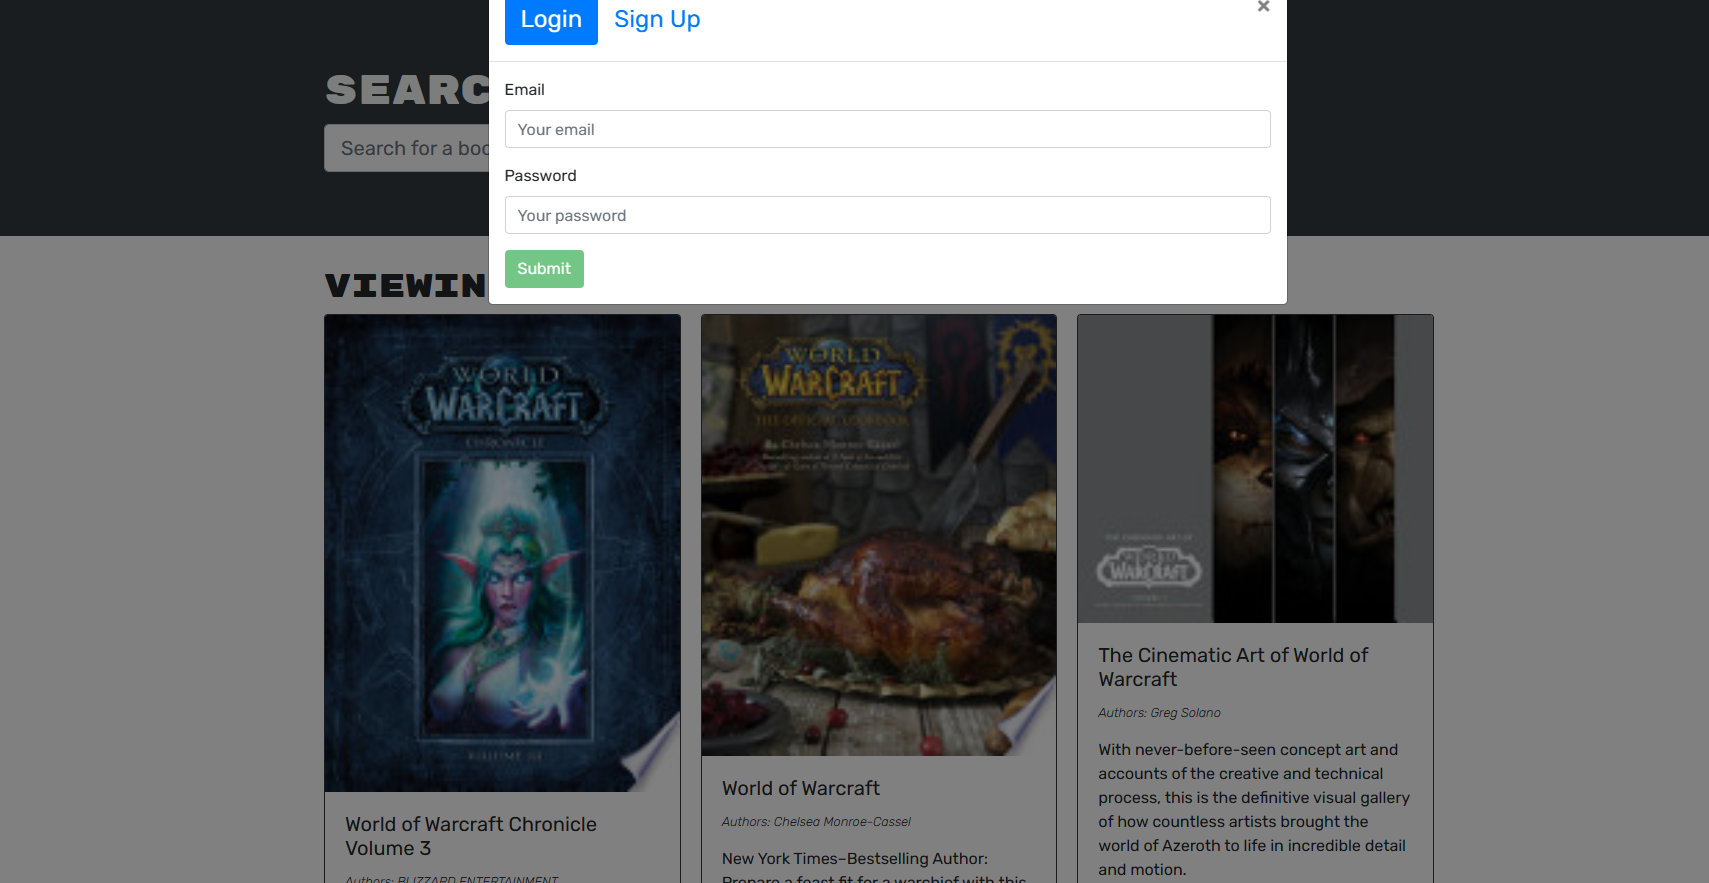 Login Sign Up ×
Email
SEARC
Your email
Search for a boo
Password
Your password
Submit
VIEWIN
WORLD
WARCRAFT
CHRONICLE
VOLUME III
World of Warcraft Chronicle
Volume 3
Authors: BLIZZARD ENTERTAINMENT
WORLD
WARCRAFT
THE OFFICIAL COOKBOOK
By Chelsea Monroe-Cassel
World of Warcraft
Authors: Chelsea Monroe-Cassel
New York Times–Bestselling Author:
Prepare a feast fit for a warchief with this
THE CINEMATIC ART OF
WORLD
WARCRAFT
The Cinematic Art of World of
Warcraft
Authors: Greg Solano
With never-before-seen concept art and
accounts of the creative and technical
process, this is the definitive visual gallery
of how countless artists brought the
world of Azeroth to life in incredible detail
and motion.